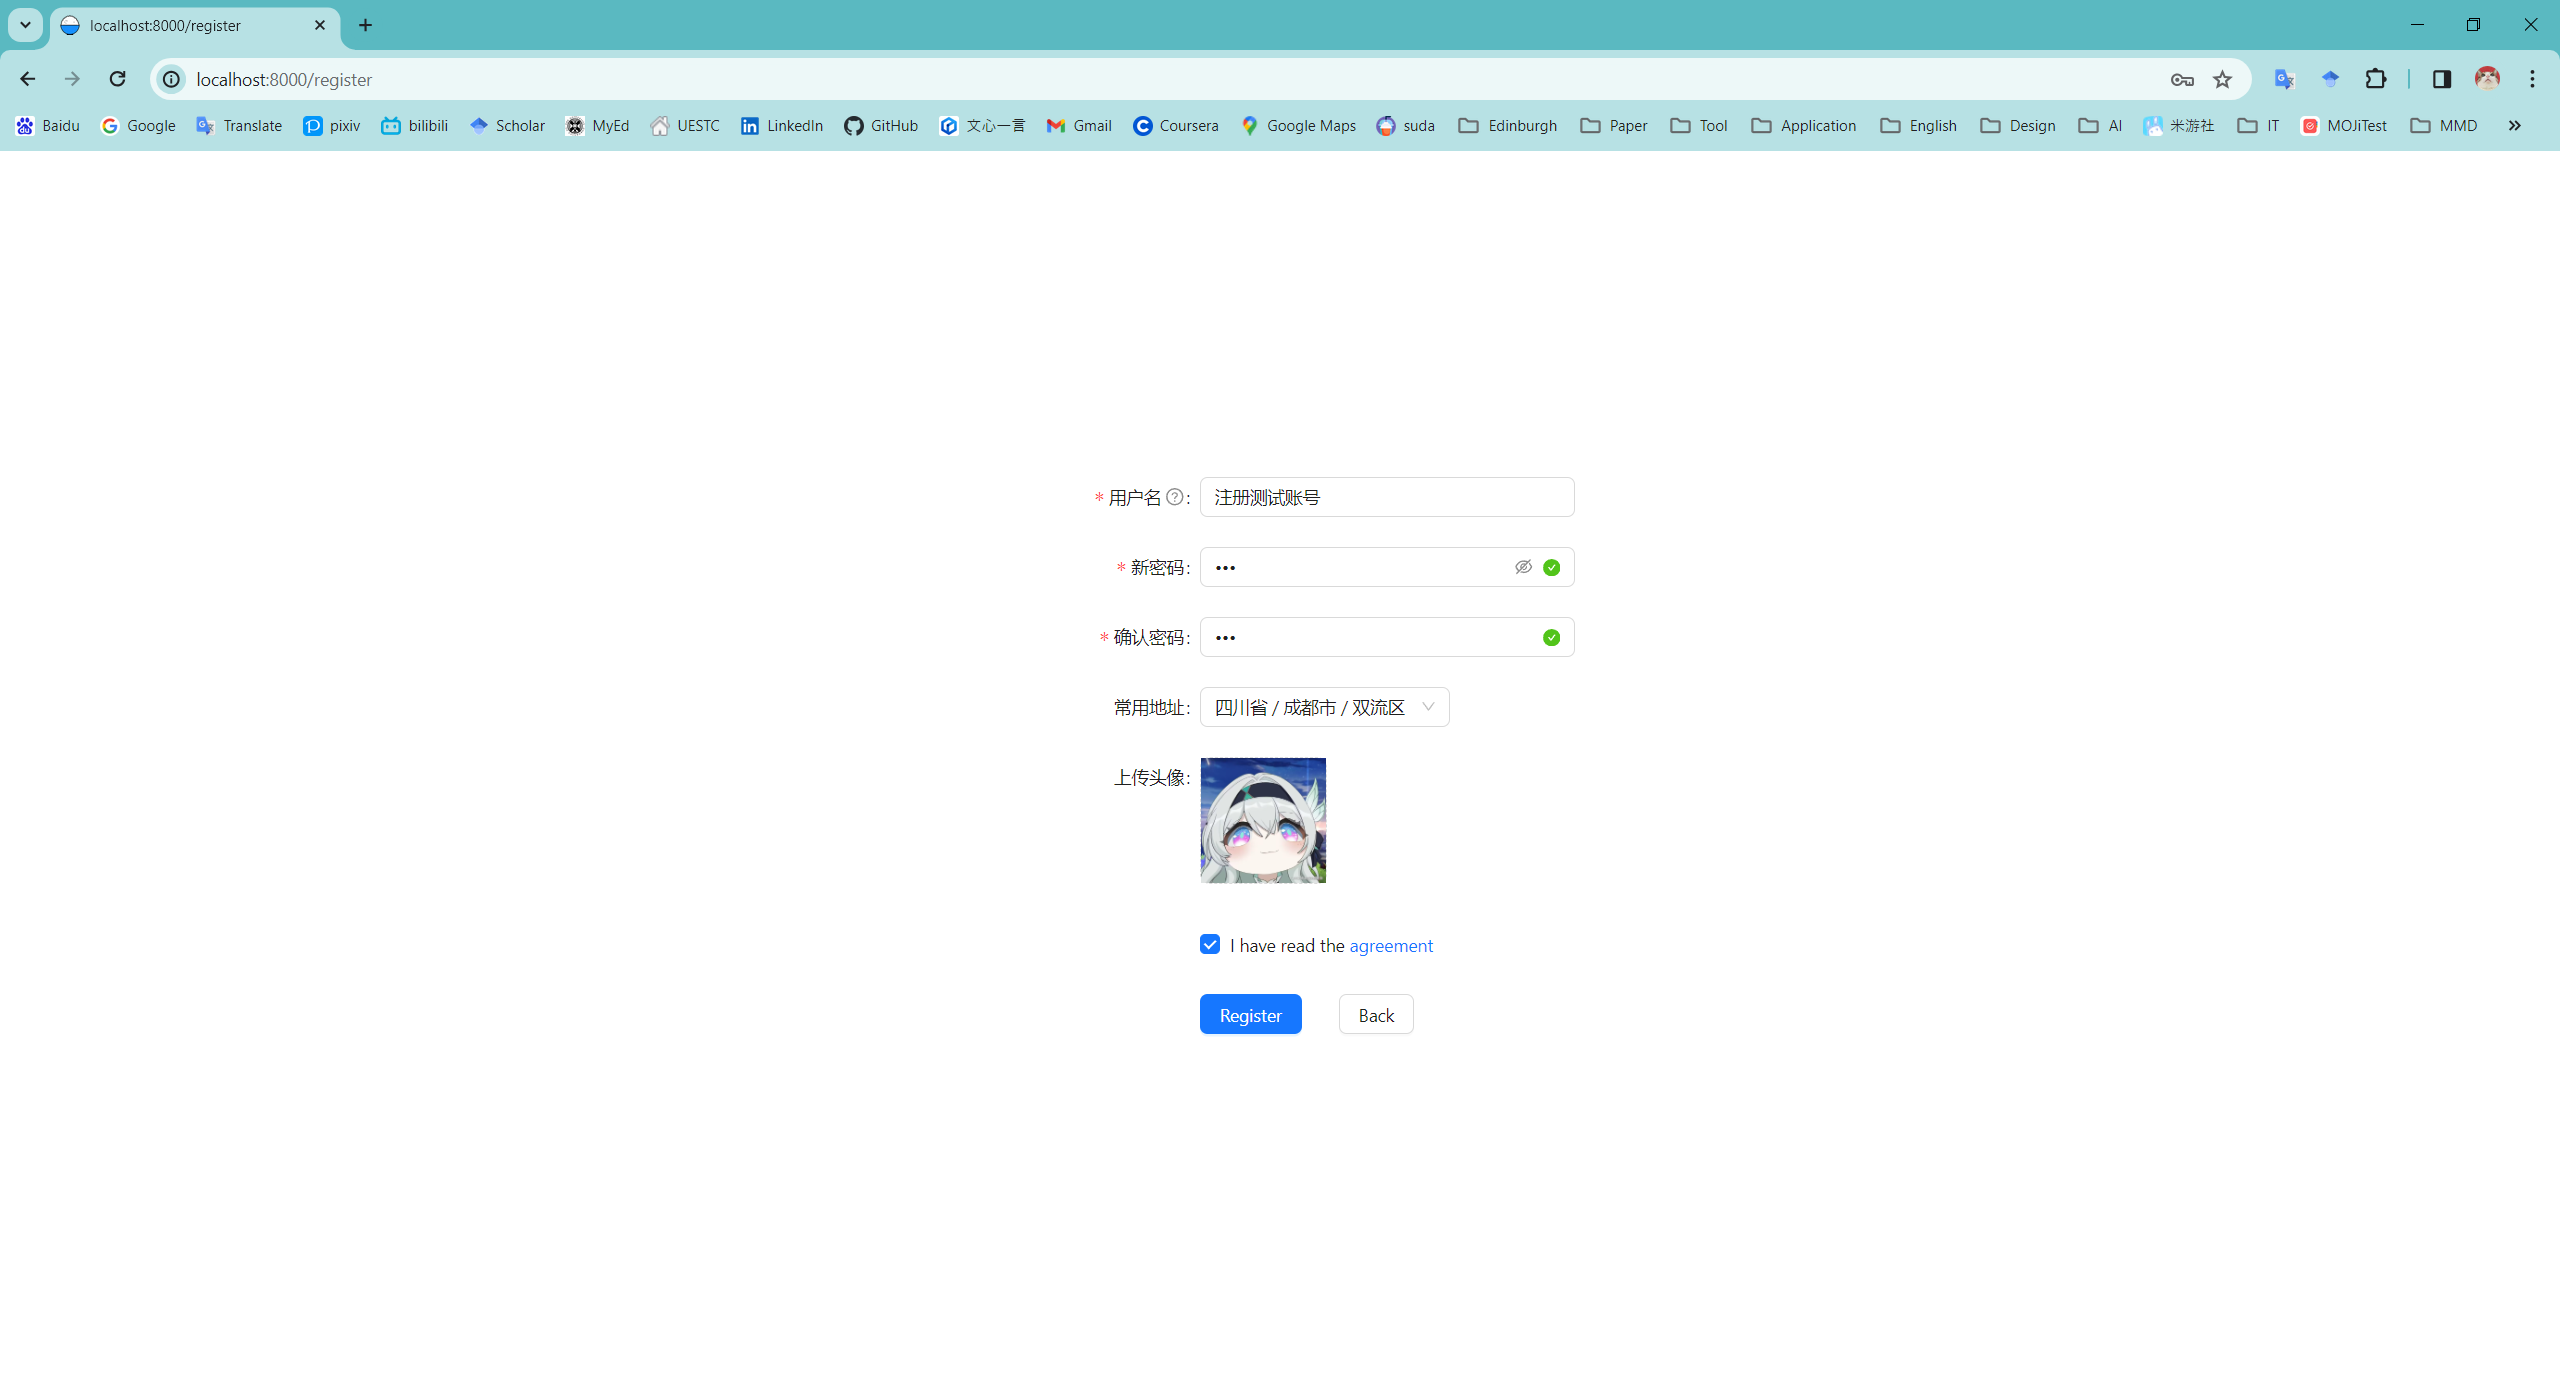 localhost:8000/register
localhost:8000/register
Baidu Google Translate pixiv bilibili Scholar MyEd UESTC LinkedIn GitHub 文心一言 Gmail Coursera Google Maps suda Edinburgh Paper Tool Application English Design AI 米游社 IT MOJiTest MMD
* 用户名 : 注册测试账号
* 新密码 : •••
* 确认密码 : •••
常用地址 : 四川省 / 成都市 / 双流区
上传头像 :
I have read the agreement
Register Back